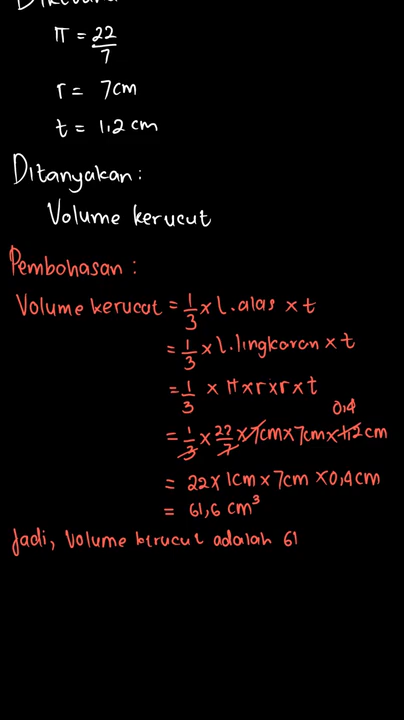 Diketahui
π = 22/7
r = 7cm
t = 1,2 cm
Ditanyakan :
Volume kerucut
Pembahasan :
Volume kerucut = 1/3 x L.alas x t
= 1/3 x L.lingkaran x t
= 1/3 x π x r x r x t
0,4
= 1/3 x 22/7 x 7cm x 7cm x 1,2 cm
= 22 x 1cm x 7cm x 0,4 cm
= 61,6 cm³
Jadi, Volume kerucut adalah 61